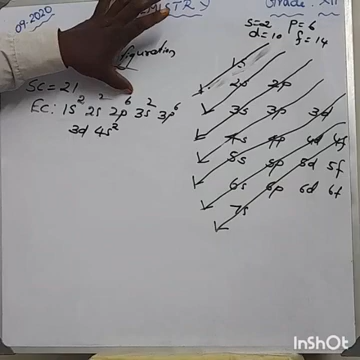 09.2020
Grade: XII
S=2 P=6
d=10 f=14
Sc=21
Ec: 1s² 2s² 2p⁶ 3s² 3p⁶
3d 4s²
1s
2s 2p
3s 3p 3d
4s 4p 4d 4f
5s 5p 5d 5f
6s 6p 6d 6f
7s
InShOt